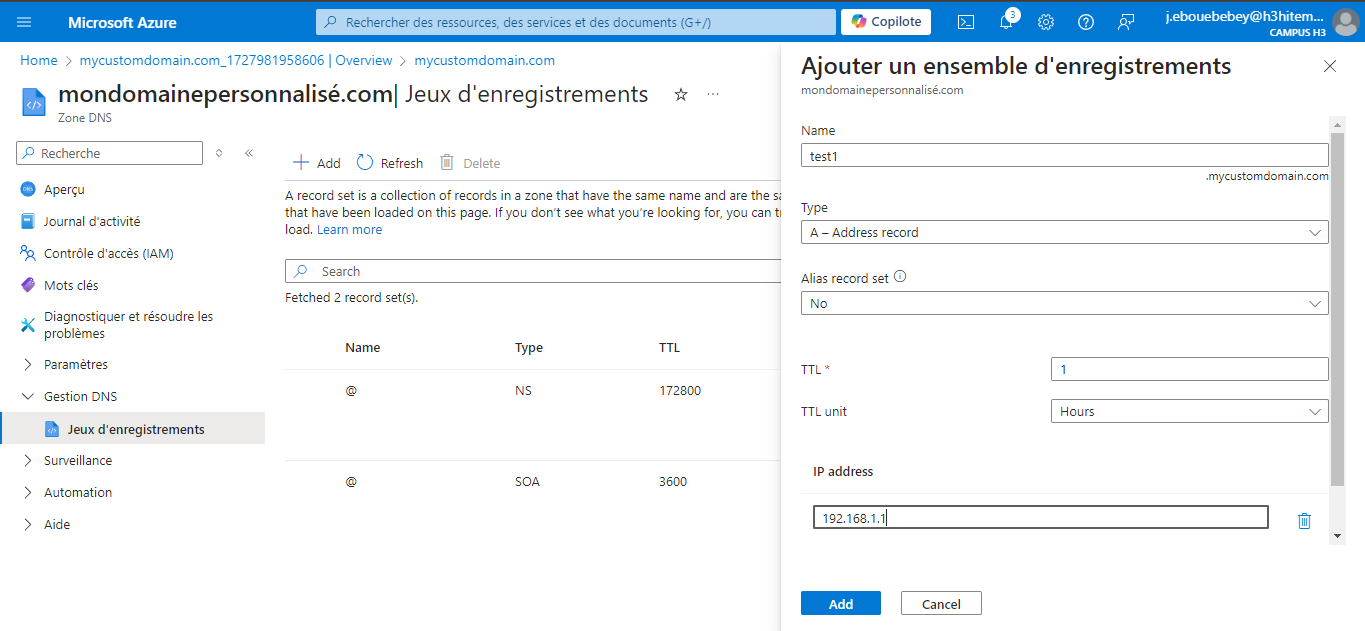 Microsoft Azure
Rechercher des ressources, des services et des documents (G+/)
Copilote
3
j.ebouebebey@h3hitem...
CAMPUS H3
Home > mycustomdomain.com_1727981958606 | Overview > mycustomdomain.com
mondomainepersonnalisé.com| Jeux d'enregistrements
...
Zone DNS
Recherche
«
Aperçu
Journal d'activité
Contrôle d'accès (IAM)
Mots clés
Diagnostiquer et résoudre les
problèmes
Paramètres
Gestion DNS
Jeux d'enregistrements
Surveillance
Automation
Aide
Add
Refresh
Delete
A record set is a collection of records in a zone that have the same name and are the sa
that have been loaded on this page. If you don't see what you're looking for, you can t
load. Learn more
Search
Fetched 2 record set(s).
Name Type TTL
@ NS 172800
@ SOA 3600
Ajouter un ensemble d'enregistrements
mondomainepersonnalisé.com
Name
test1
.mycustomdomain.com
Type
A – Address record
Alias record set
No
TTL *
1
TTL unit
Hours
IP address
192.168.1.1
Add
Cancel